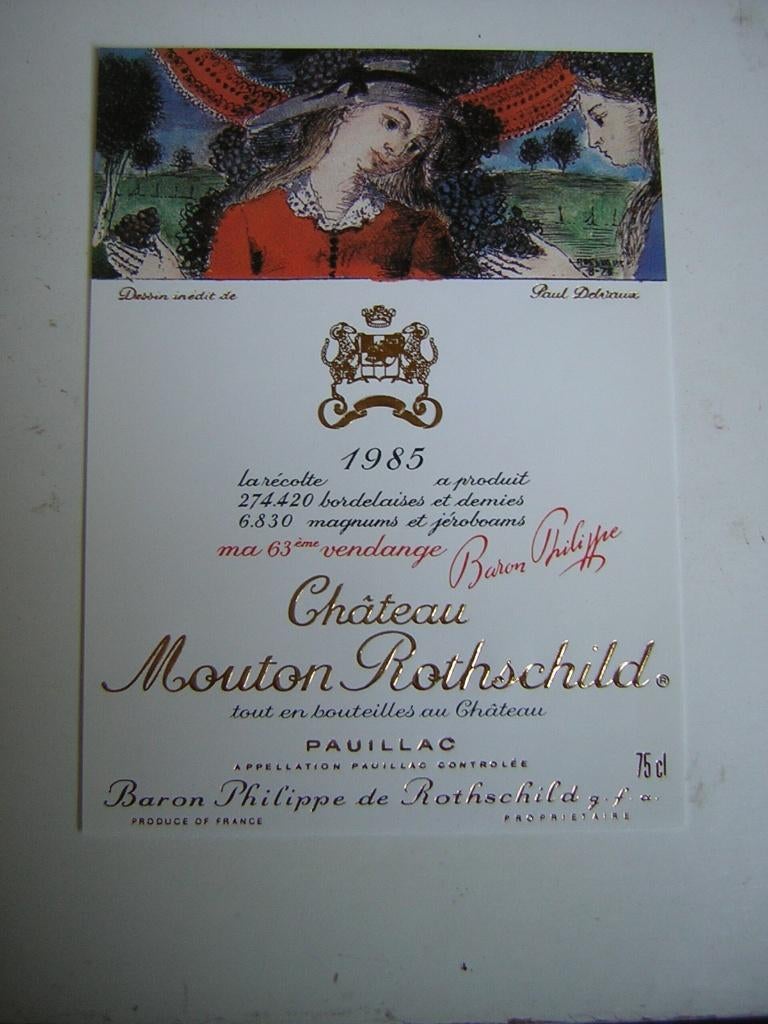 Dessin inédit de Paul Delvaux
1985
la récolte a produit
274.420 bordelaises et demies
6.830 magnums et jéroboams
ma 63ème vendange Baron Philippe
Château
Mouton Rothschild ®
tout en bouteilles au Château
PAUILLAC
APPELLATION PAUILLAC CONTROLÉE
75 cl
Baron Philippe de Rothschild g.f.a.
PRODUCE OF FRANCE PROPRIÉTAIRE